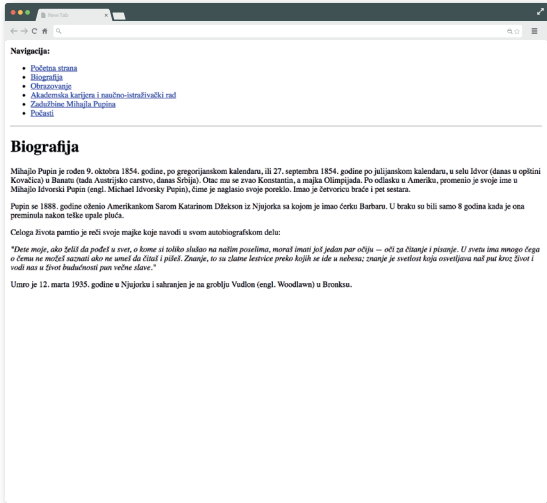 New Tab
Navigacija:
Početna strana
Biografija
Obrazovanje
Akademska karijera i naučno-istraživački rad
Zadužbine Mihajla Pupina
Počasti
Biografija
Mihajlo Pupin je rođen 9. oktobra 1854. godine, po gregorijanskom kalendaru, ili 27. septembra 1854. godine po julijanskom kalendaru, u selu Idvor (danas u opštini
Kovačica) u Banatu (tada Austrijsko carstvo, danas Srbija). Otac mu se zvao Konstantin, a majka Olimpijada. Po odlasku u Ameriku, promenio je svoje ime u
Mihajlo Idvorski Pupin (engl. Michael Idvorsky Pupin), čime je naglasio svoje poreklo. Imao je četvoricu braće i pet sestara.
Pupin se 1888. godine oženio Amerikankom Sarom Katarinom Džekson iz Njujorka sa kojom je imao ćerku Barbaru. U braku su bili samo 8 godina kada je ona
preminula nakon teške upale pluća.
Celoga života pamtio je reči svoje majke koje navodi u svom autobiografskom delu:
"Dete moje, ako želiš da pođeš u svet, o kome si toliko slušao na našim poselima, moraš imati još jedan par očiju — oči za čitanje i pisanje. U svetu ima mnogo čega
o čemu ne možeš saznati ako ne umeš da čitaš i pišeš. Znanje, to su zlatne lestvice preko kojih se ide u nebesa; znanje je svetlost koja osvetljava naš put kroz život i
vodi nas u život budućnosti pun večne slave."
Umro je 12. marta 1935. godine u Njujorku i sahranjen je na groblju Vudlon (engl. Woodlawn) u Bronksu.